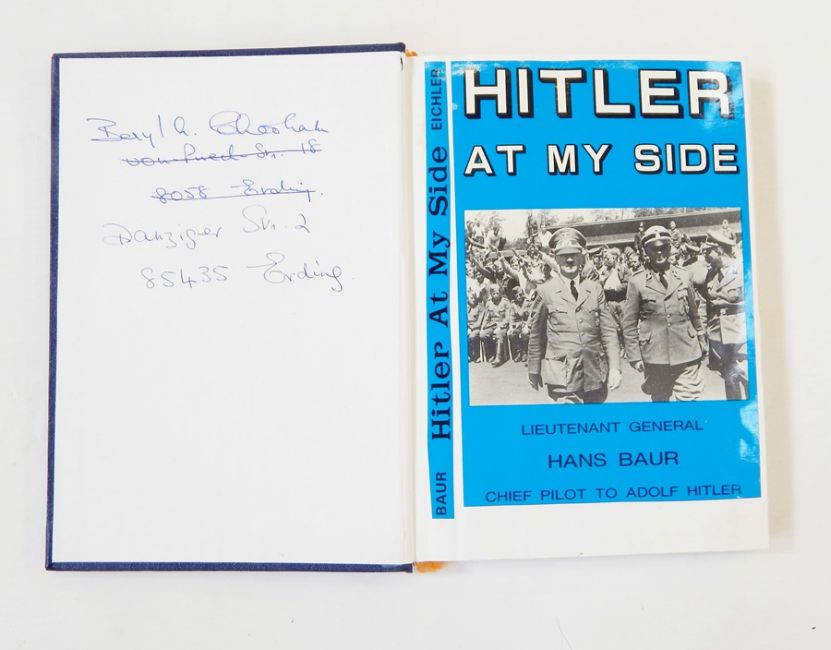 Beryl A.
18
8058 Erding.
Danziger Str. 2
85435 Erding.
BAUR Hitler At My Side EICHLER
HITLER
AT MY SIDE
LIEUTENANT GENERAL
HANS BAUR
CHIEF PILOT TO ADOLF HITLER